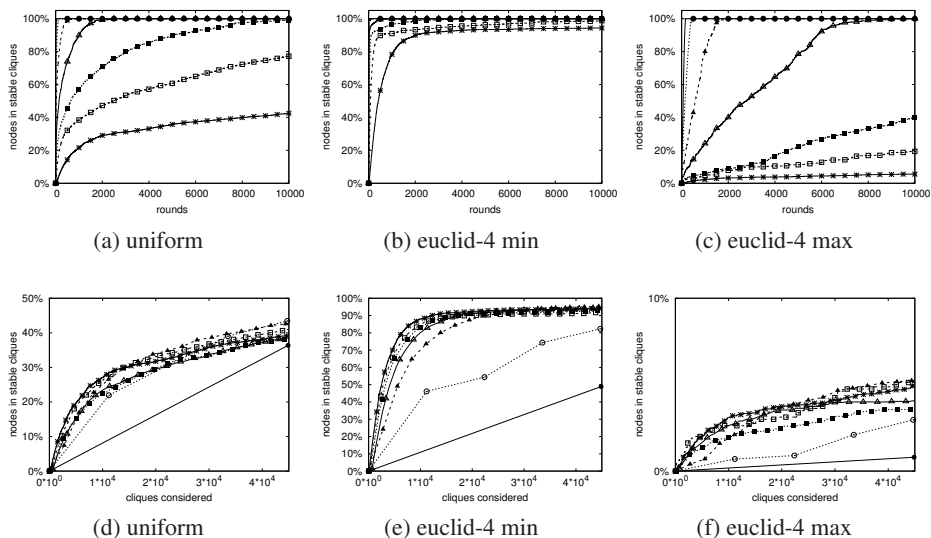 100%
80%
60%
40%
20%
0%
nodes in stable cliques
0 2000 4000 6000 8000 10000
rounds
(a) uniform
100%
80%
60%
40%
20%
0%
nodes in stable cliques
0 2000 4000 6000 8000 10000
rounds
(b) euclid-4 min
100%
80%
60%
40%
20%
0%
nodes in stable cliques
0 2000 4000 6000 8000 10000
rounds
(c) euclid-4 max
50%
40%
30%
20%
10%
0%
nodes in stable cliques
0*10^0 1*10^4 2*10^4 3*10^4 4*10^4
cliques considered
(d) uniform
100%
90%
80%
70%
60%
50%
40%
30%
20%
10%
0%
nodes in stable cliques
0*10^0 1*10^4 2*10^4 3*10^4 4*10^4
cliques considered
(e) euclid-4 min
10%
0%
nodes in stable cliques
0*10^0 1*10^4 2*10^4 3*10^4 4*10^4
cliques considered
(f) euclid-4 max